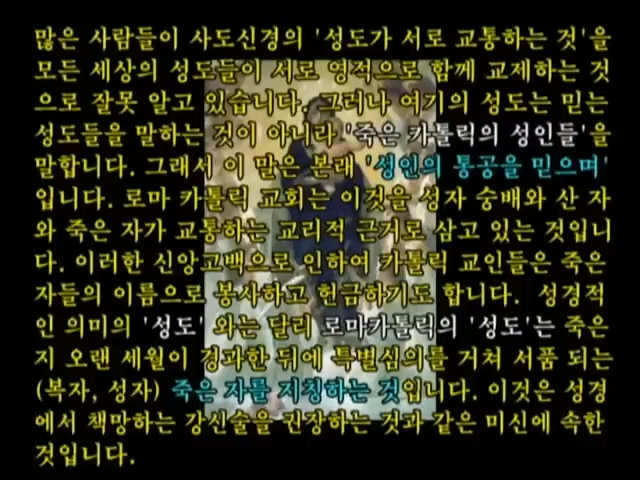 많은 사람들이 사도신경의 '성도가 서로 교통하는 것'을
모든 세상의 성도들이 서로 영적으로 함께 교제하는 것
으로 잘못 알고 있습니다. 그러나 여기의 성도는 믿는
성도들을 말하는 것이 아니라 '죽은 카톨릭의 성인들'을
말합니다. 그래서 이 말은 본래 '성인의 통공을 믿으며'
입니다. 로마 카톨릭 교회는 이것을 성자 숭배와 산 자
와 죽은 자가 교통하는 교리적 근거로 삼고 있는 것입니
다. 이러한 신앙고백으로 인하여 카톨릭 교인들은 죽은
자들의 이름으로 봉사하고 헌금하기도 합니다. 성경적
인 의미의 '성도' 와는 달리 로마카톨릭의 '성도'는 죽은
지 오랜 세월이 경과한 뒤에 특별심의를 거쳐 서품 되는
(복자, 성자) 죽은 자를 지칭하는 것입니다. 이것은 성경
에서 책망하는 강신술을 권장하는 것과 같은 미신에 속한
것입니다.